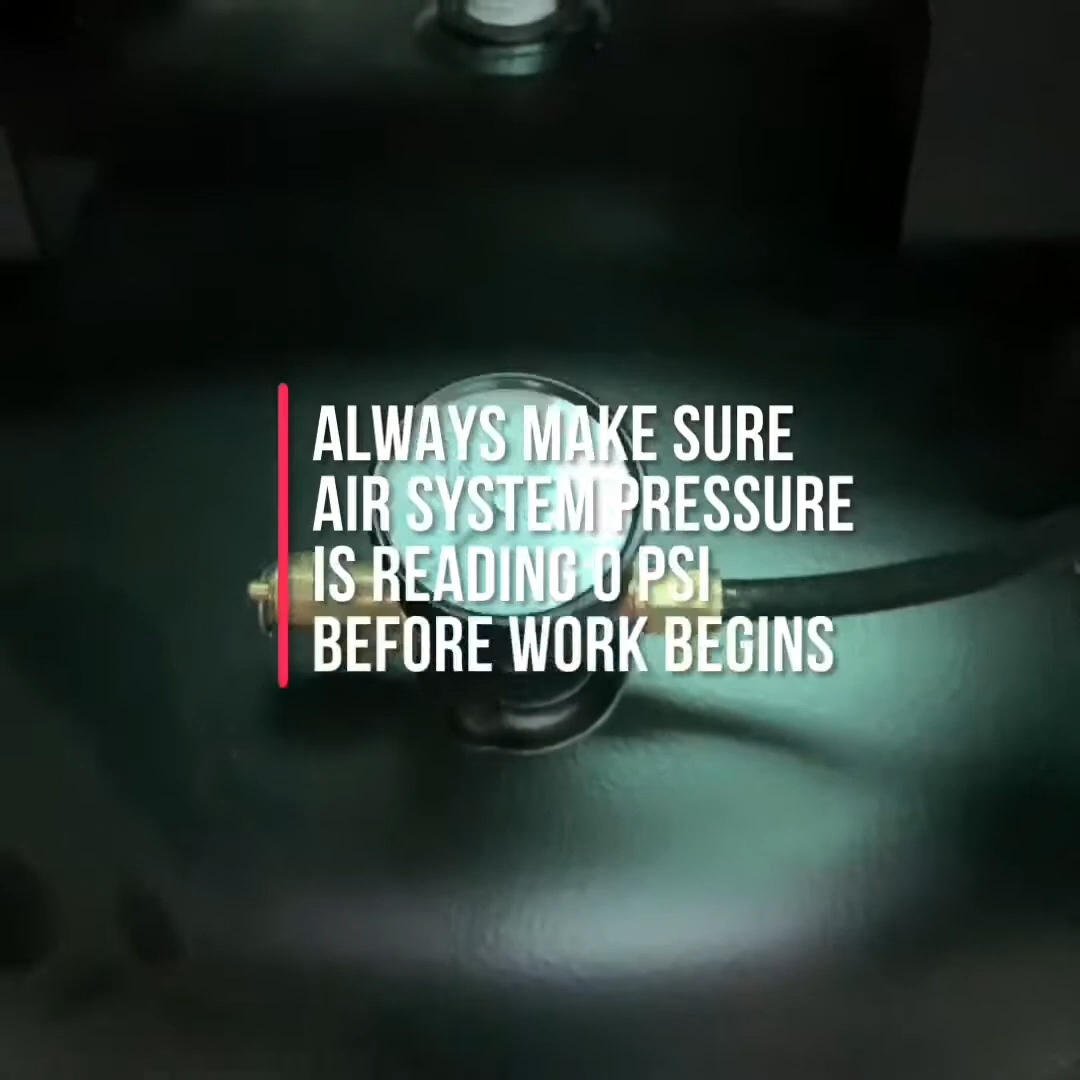 ALWAYS MAKE SURE
AIR SYSTEM PRESSURE
IS READING 0 PSI
BEFORE WORK BEGINS